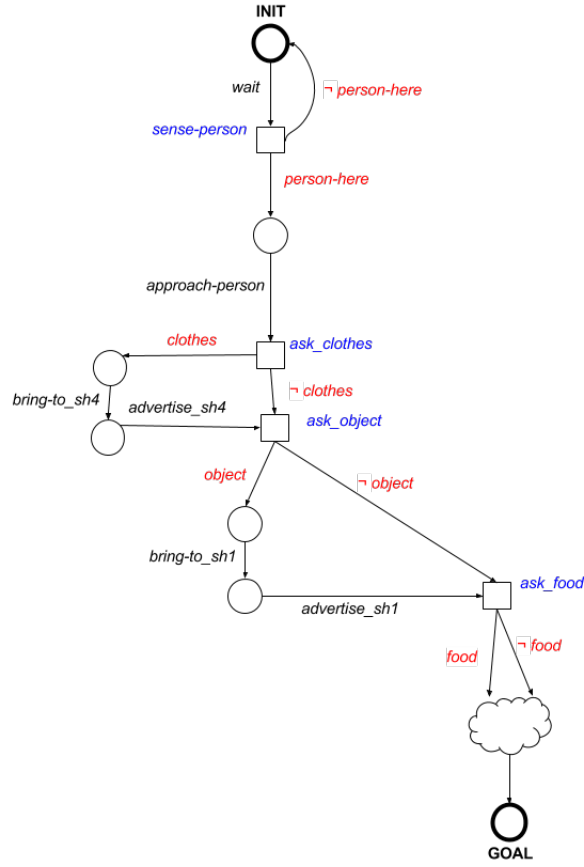 INIT
wait
¬ person-here
sense-person
person-here
approach-person
clothes
ask_clothes
¬ clothes
bring-to_sh4
advertise_sh4
ask_object
object
¬ object
bring-to_sh1
ask_food
advertise_sh1
food
¬ food
GOAL